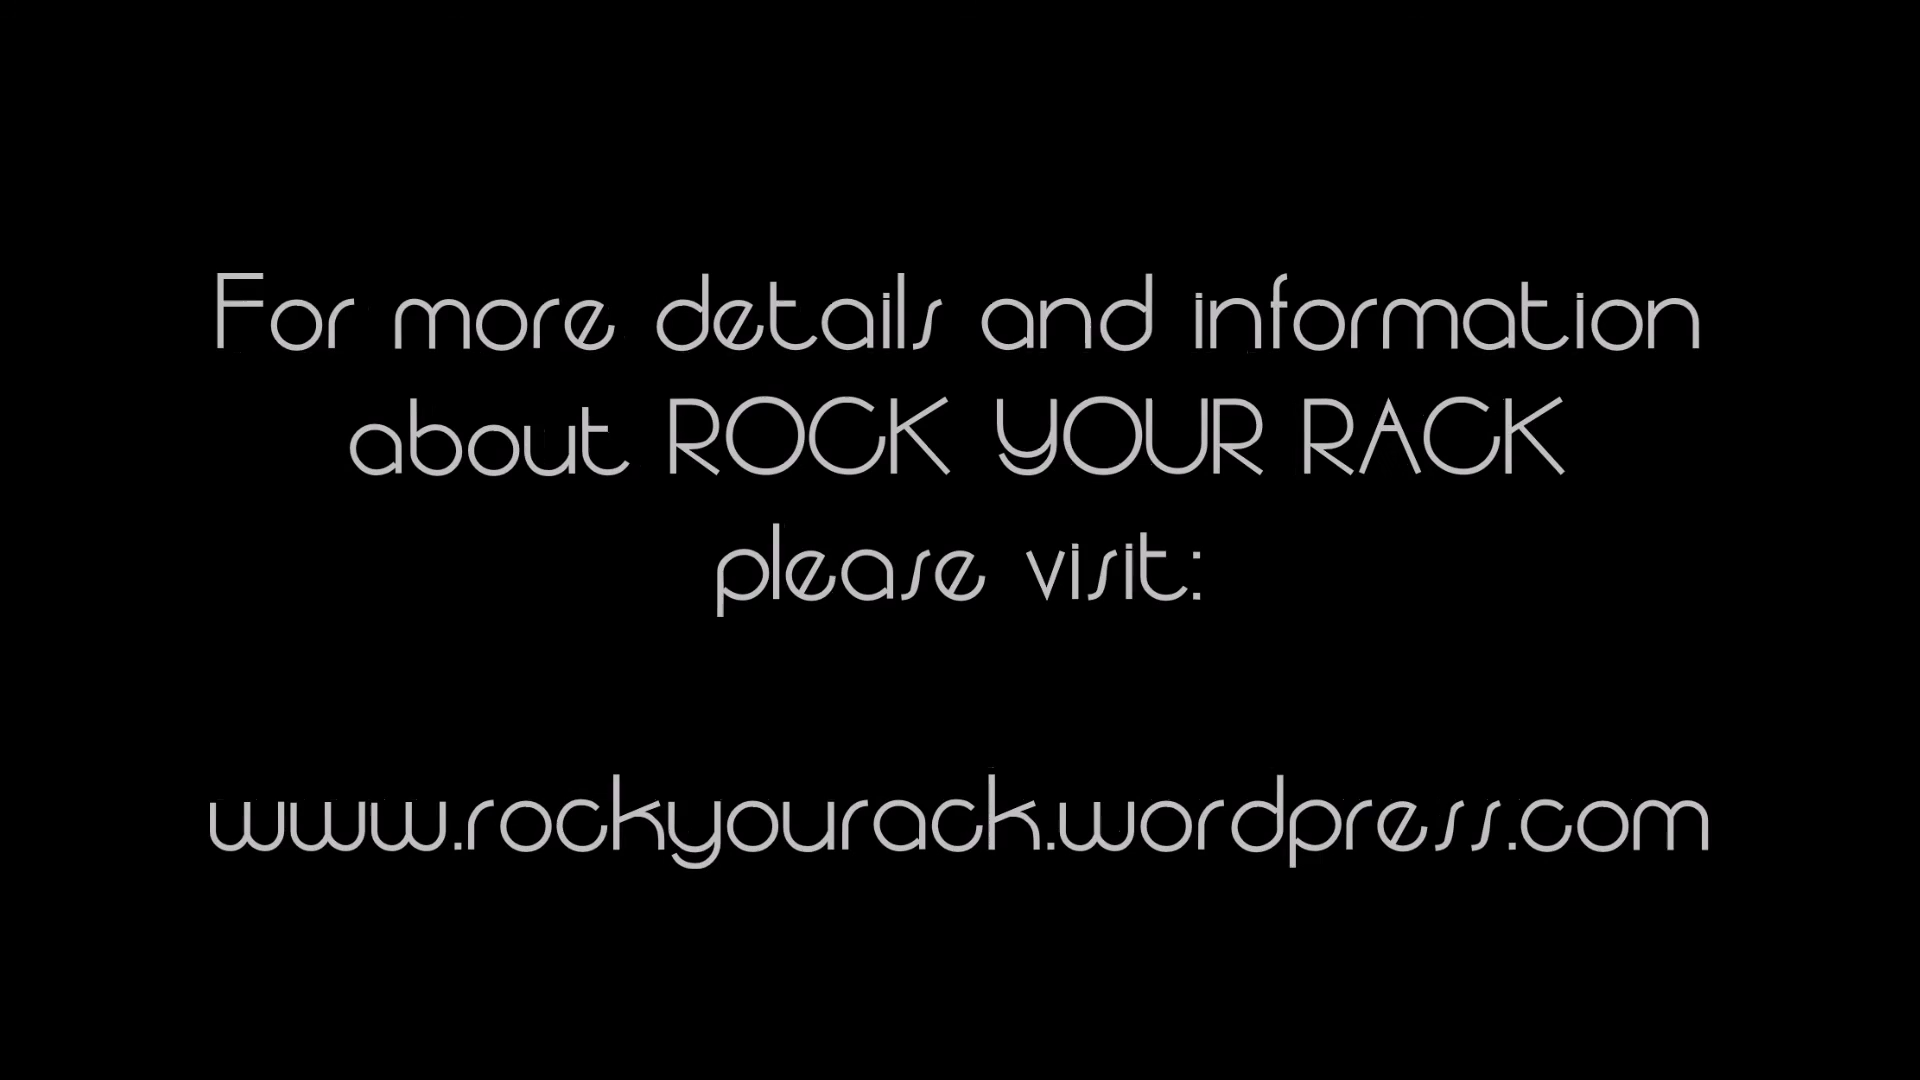 For more details and information
about ROCK YOUR RACK
please visit:
www.rockyourack.wordpress.com